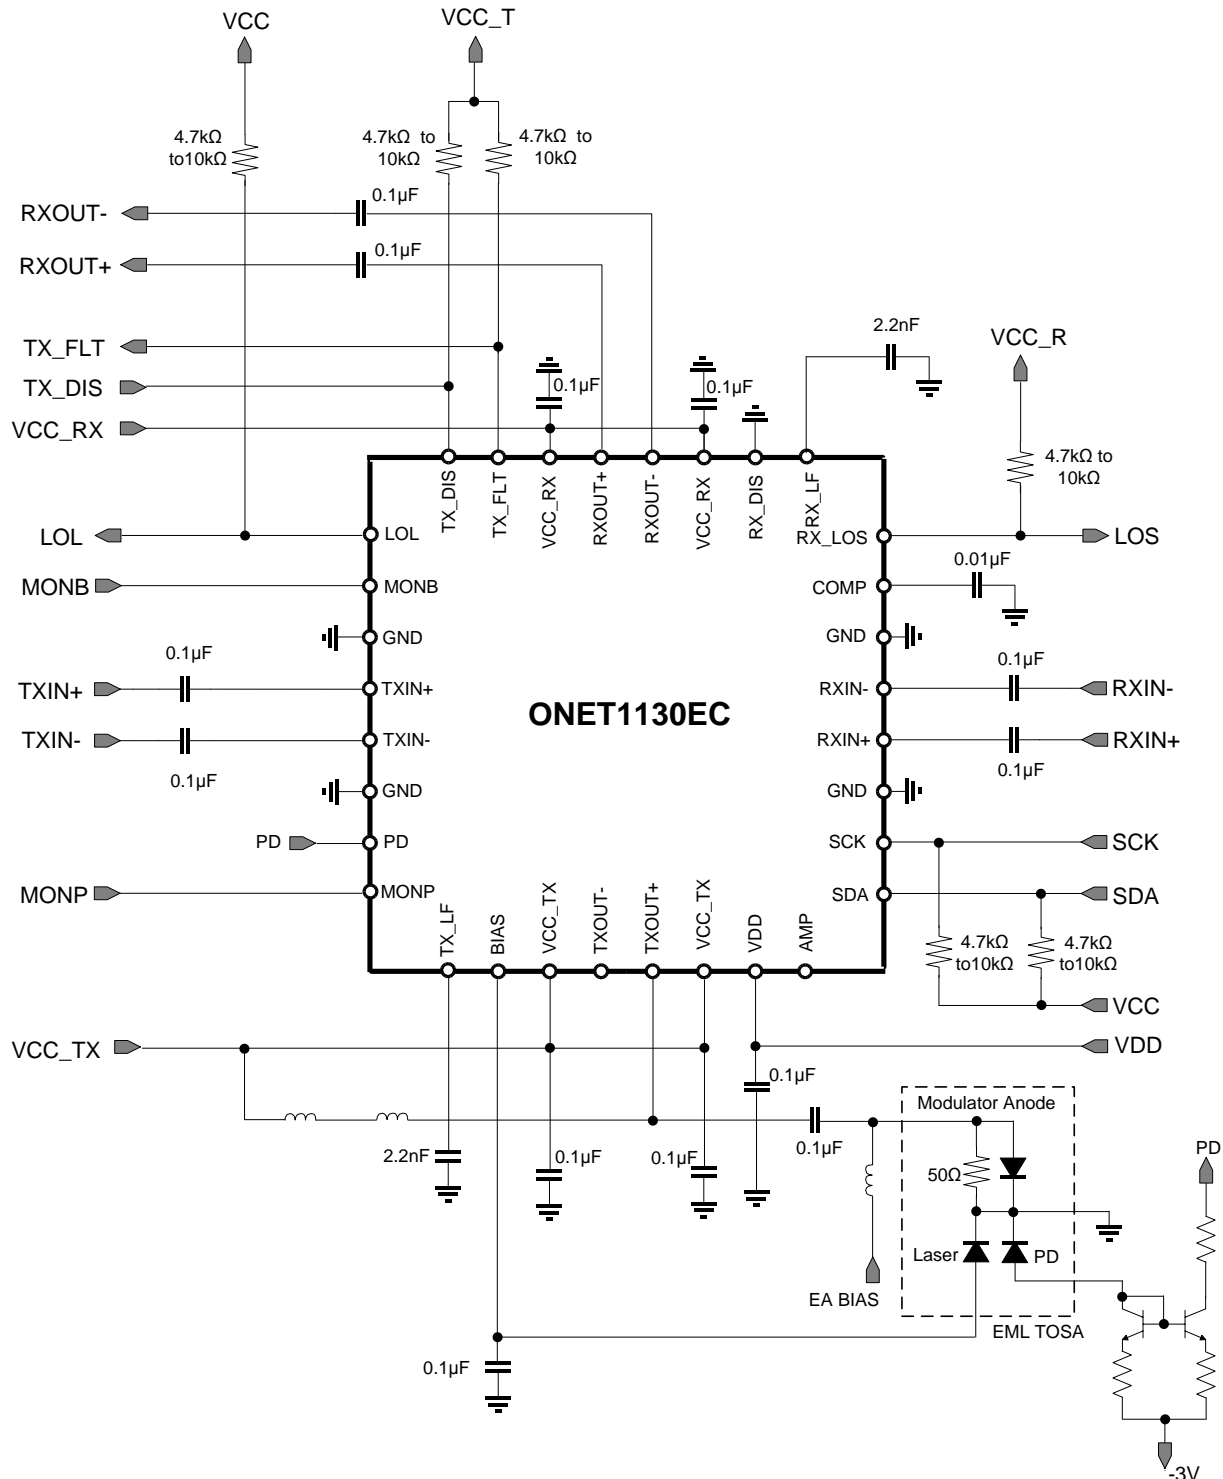 VCC
VCC_T
4.7kΩ
to10kΩ
4.7kΩ to
10kΩ
4.7kΩ to
10kΩ
RXOUT-
0.1µF
RXOUT+
0.1µF
TX_FLT
TX_DIS
VCC_RX
0.1µF
0.1µF
2.2nF
VCC_R
4.7kΩ to
10kΩ
TX_DIS
TX_FLT
VCC_RX
RXOUT+
RXOUT-
VCC_RX
RX_DIS
RX_LF
LOL
LOL
RX_LOS
LOS
MONB
MONB
COMP
0.01µF
GND
GND
TXIN+
0.1µF
TXIN+
RXIN-
0.1µF
RXIN-
ONET1130EC
TXIN-
0.1µF
TXIN-
RXIN+
0.1µF
RXIN+
GND
GND
PD
PD
SCK
SCK
MONP
MONP
SDA
SDA
TX_LF
BIAS
VCC_TX
TXOUT-
TXOUT+
VCC_TX
VDD
AMP
4.7kΩ
to10kΩ
4.7kΩ
to10kΩ
VCC
VCC_TX
VDD
0.1µF
2.2nF
0.1µF
0.1µF
0.1µF
Modulator Anode
50Ω
Laser
PD
EA BIAS
EML TOSA
PD
0.1µF
-3V